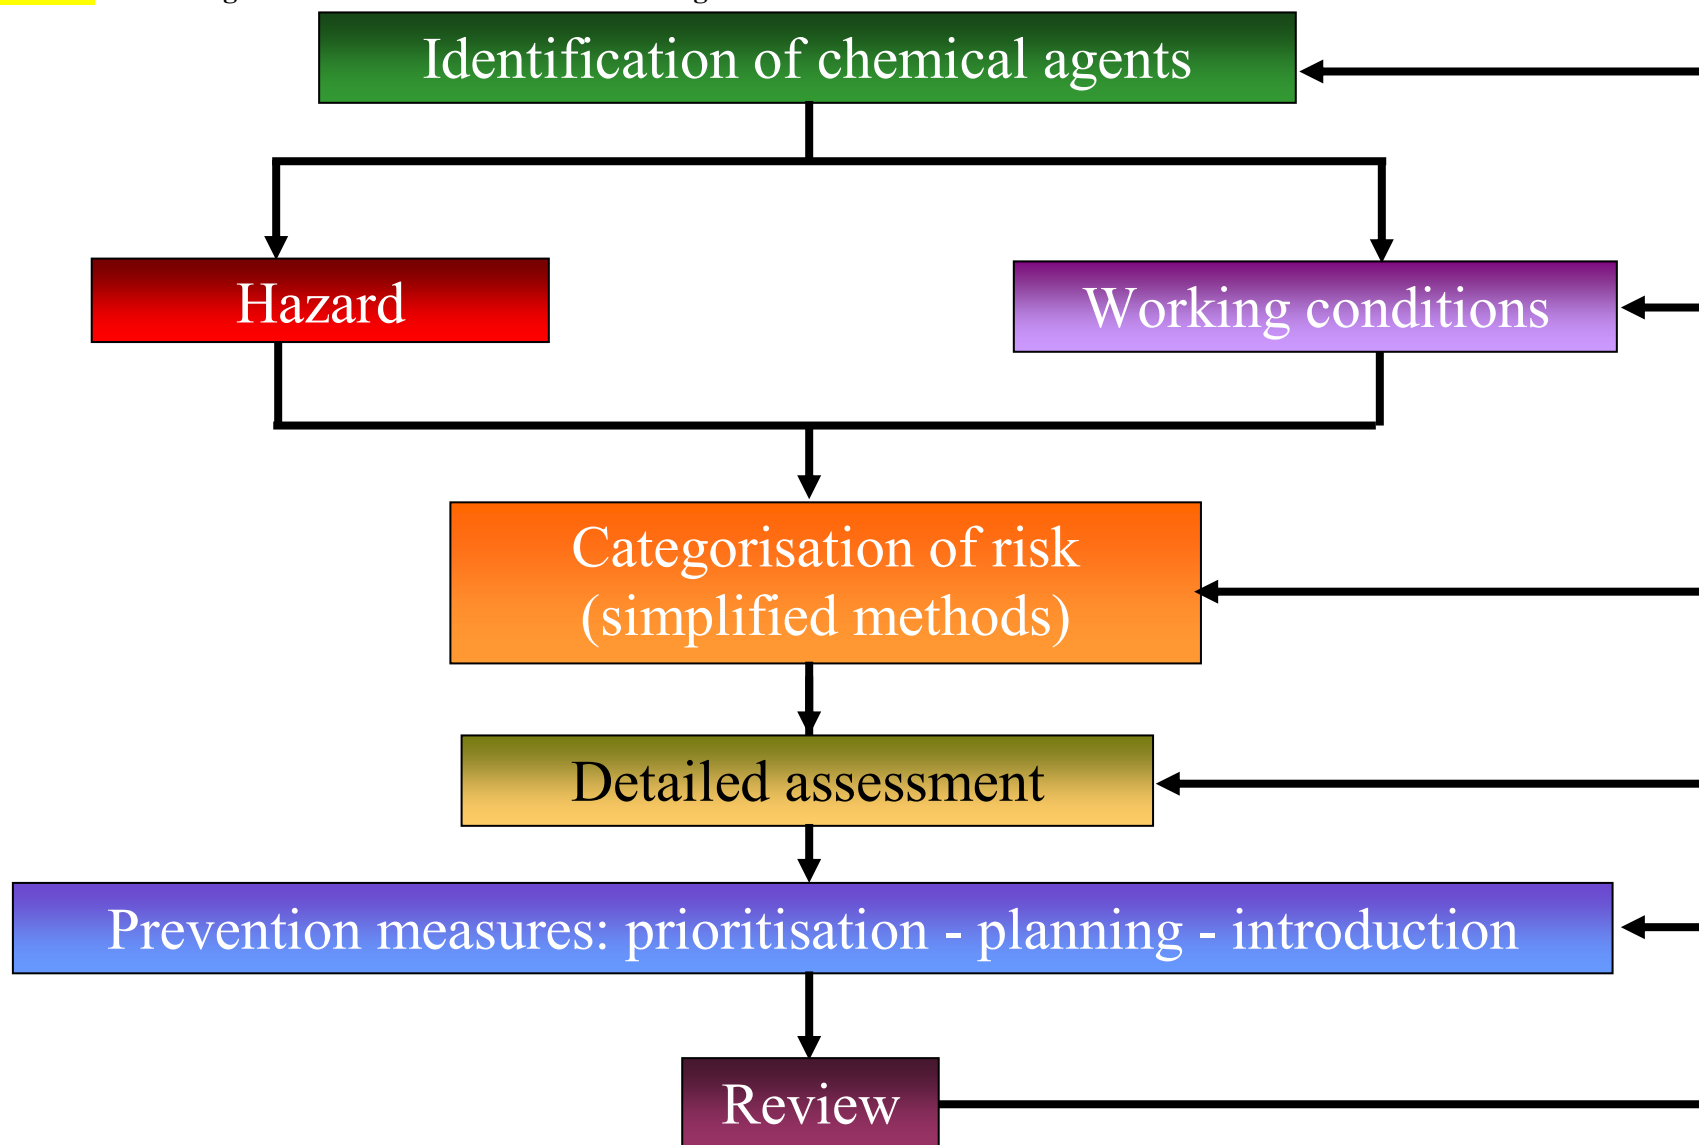 Identification of chemical agents
Hazard
Working conditions
Categorisation of risk
(simplified methods)
Detailed assessment
Prevention measures: prioritisation - planning - introduction
Review